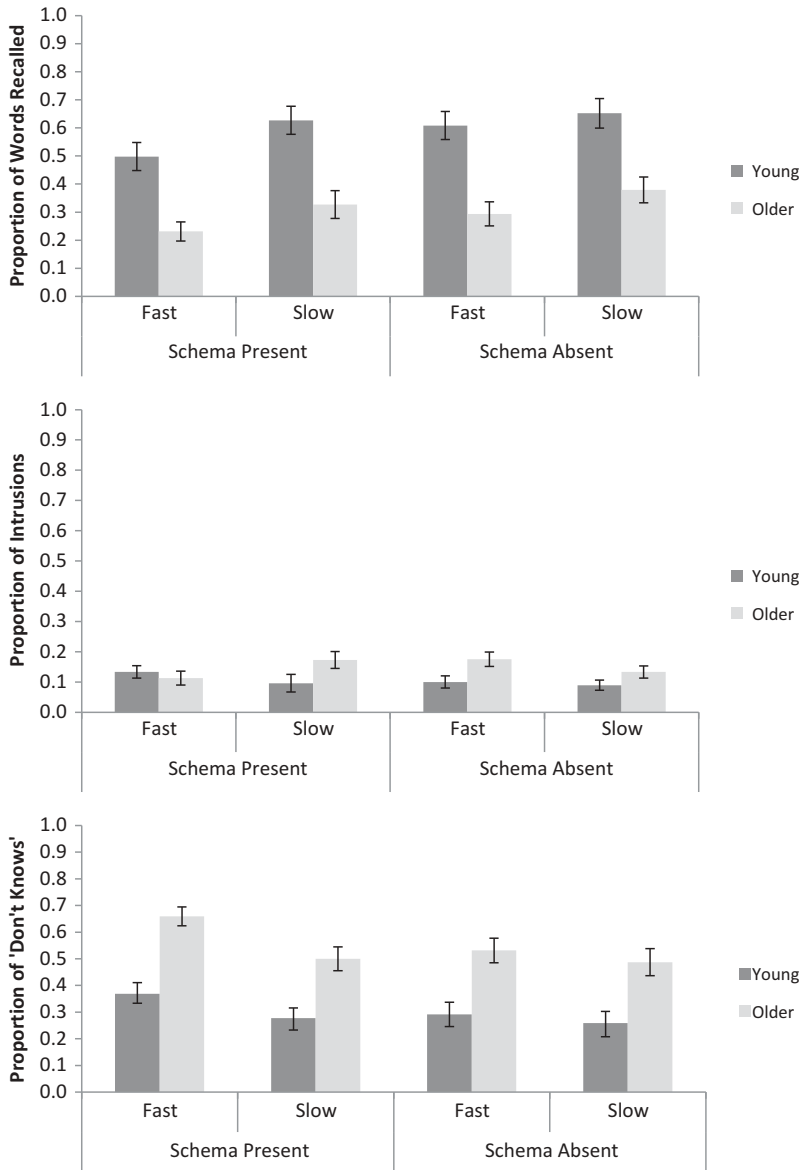 Proportion of Words Recalled
1.0
0.9
0.8
0.7
0.6
0.5
0.4
0.3
0.2
0.1
0.0
Fast Slow Fast Slow
Schema Present Schema Absent
Young
Older
Proportion of Intrusions
1.0
0.9
0.8
0.7
0.6
0.5
0.4
0.3
0.2
0.1
0.0
Fast Slow Fast Slow
Schema Present Schema Absent
Young
Older
Proportion of 'Don't Knows'
1.0
0.9
0.8
0.7
0.6
0.5
0.4
0.3
0.2
0.1
0.0
Fast Slow Fast Slow
Schema Present Schema Absent
Young
Older